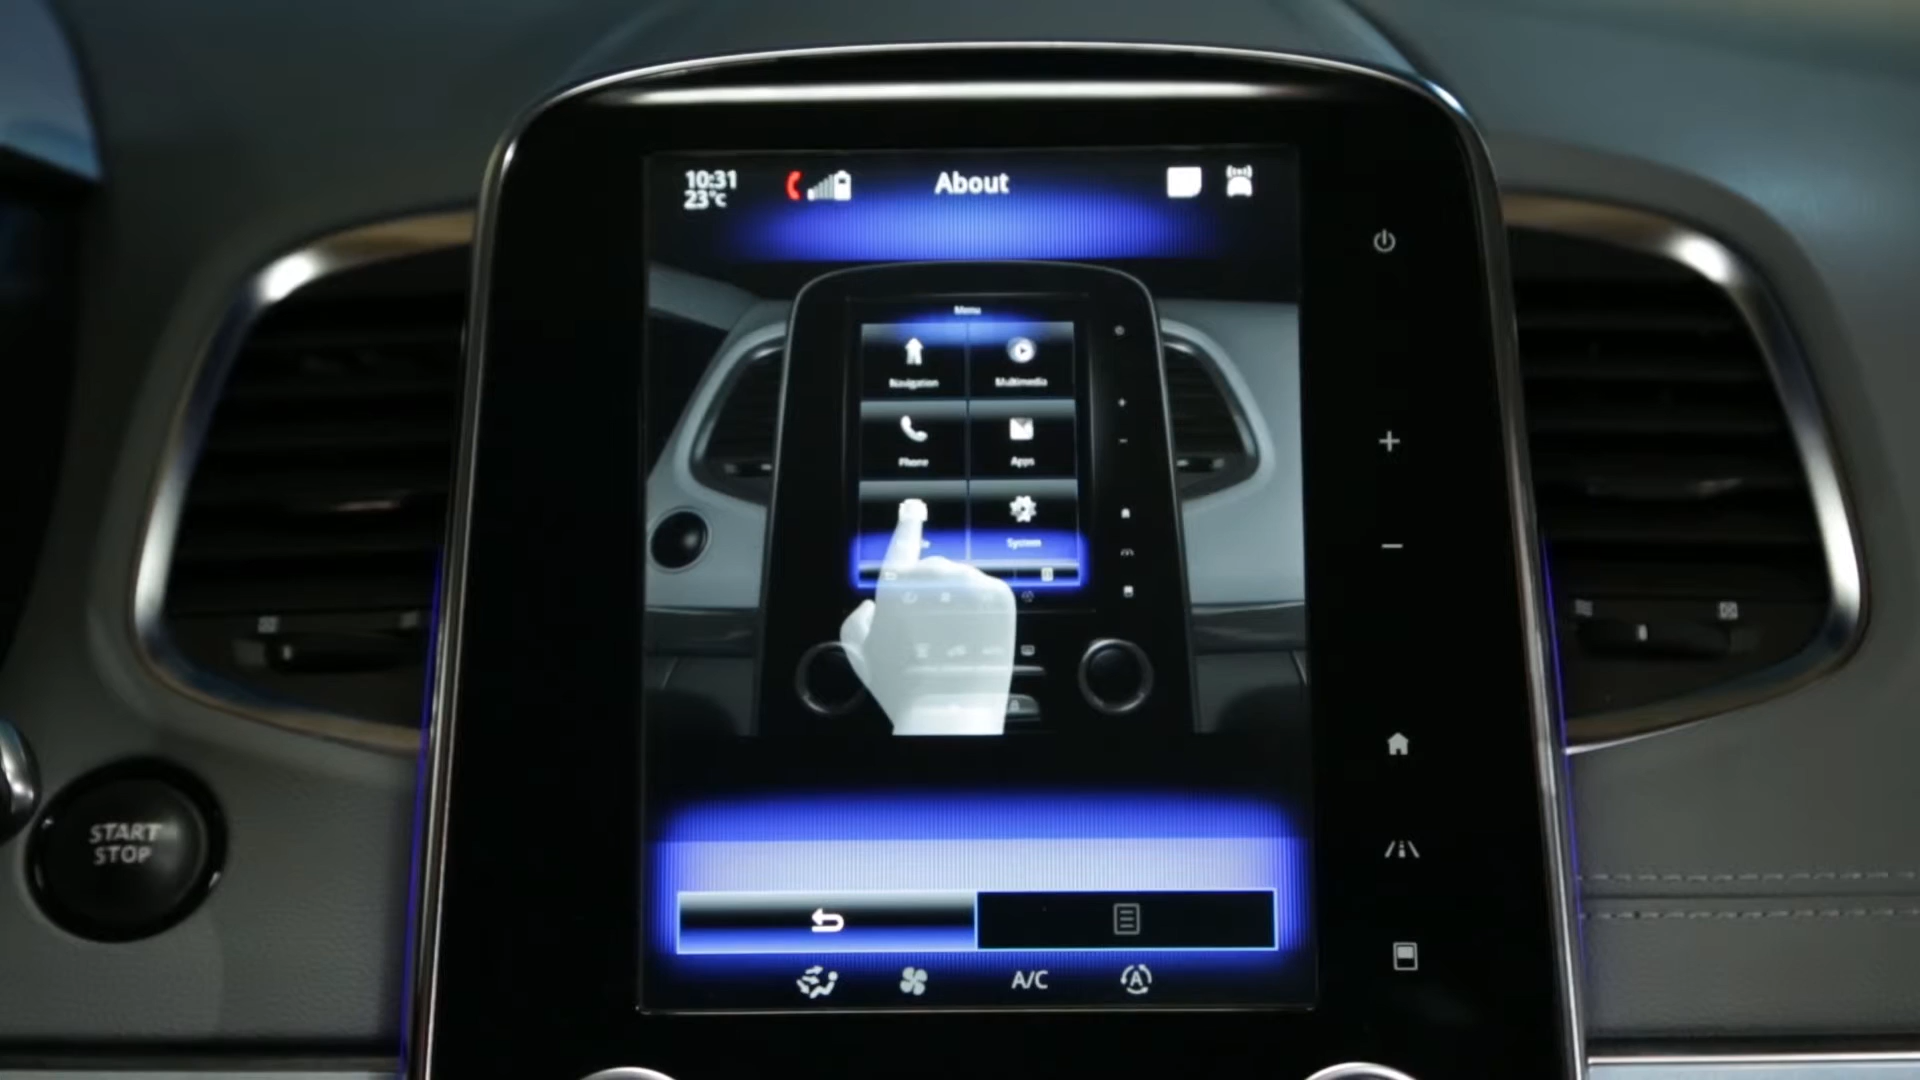 10:31
23°c
About
Menu
Navigation
Multimedia
Phone
Apps
System
START
STOP
A/C
A